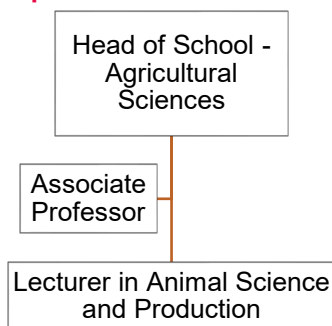 Head of School -
Agricultural
Sciences
Associate
Professor
Lecturer in Animal Science
and Production